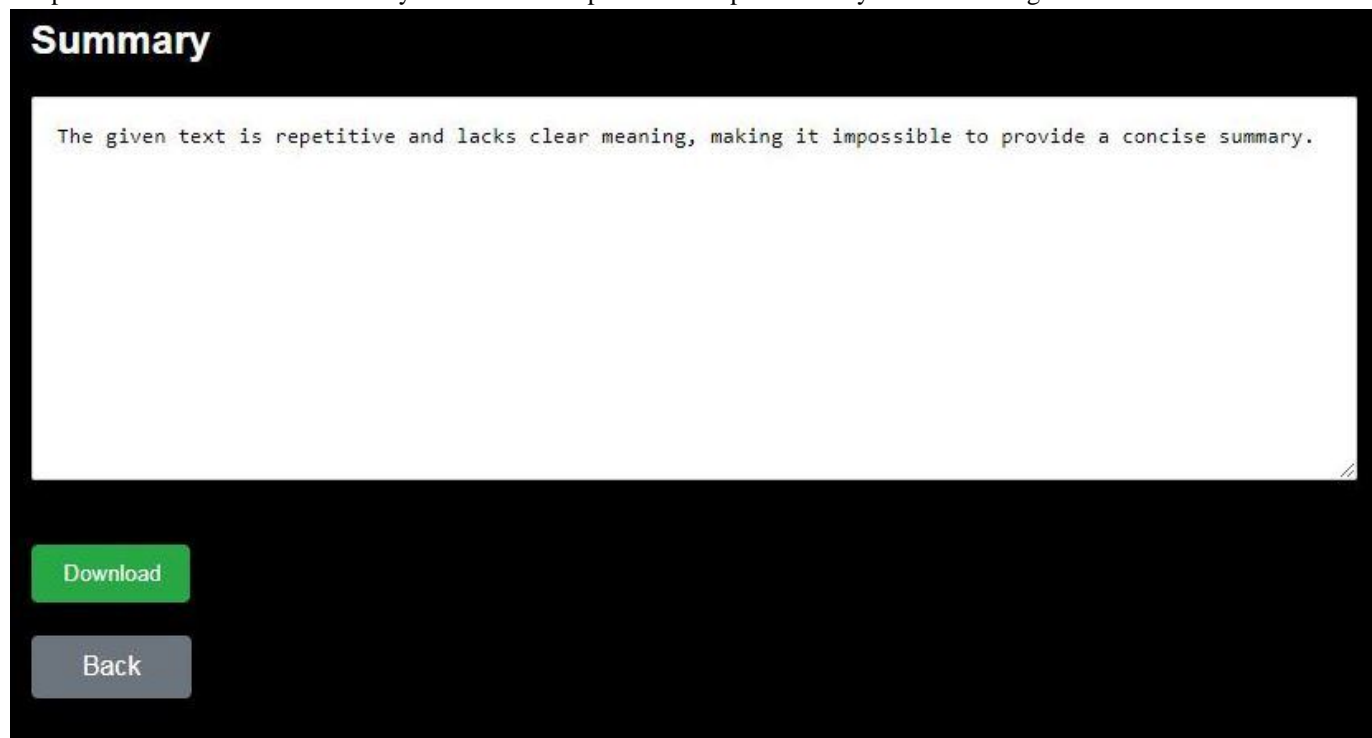 Summary
The given text is repetitive and lacks clear meaning, making it impossible to provide a concise summary.
Download
Back